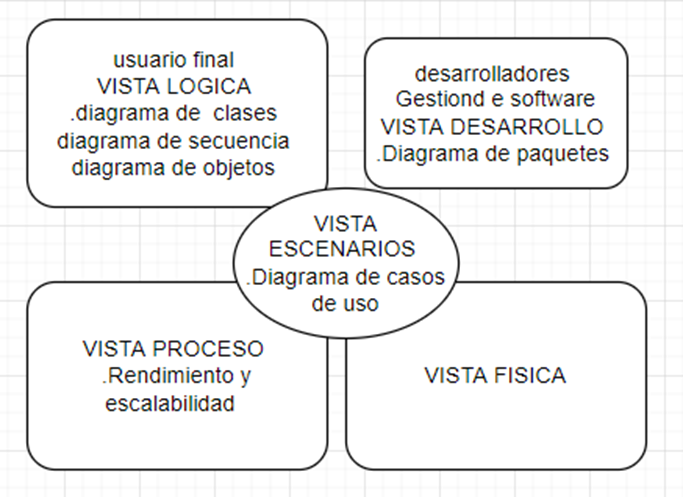 usuario final
VISTA LOGICA
.diagrama de clases
diagrama de secuencia
diagrama de objetos
desarrolladores
Gestiond e software
VISTA DESARROLLO
.Diagrama de paquetes
VISTA
ESCENARIOS
.Diagrama de casos
de uso
VISTA PROCESO
.Rendimiento y
escalabilidad
VISTA FISICA